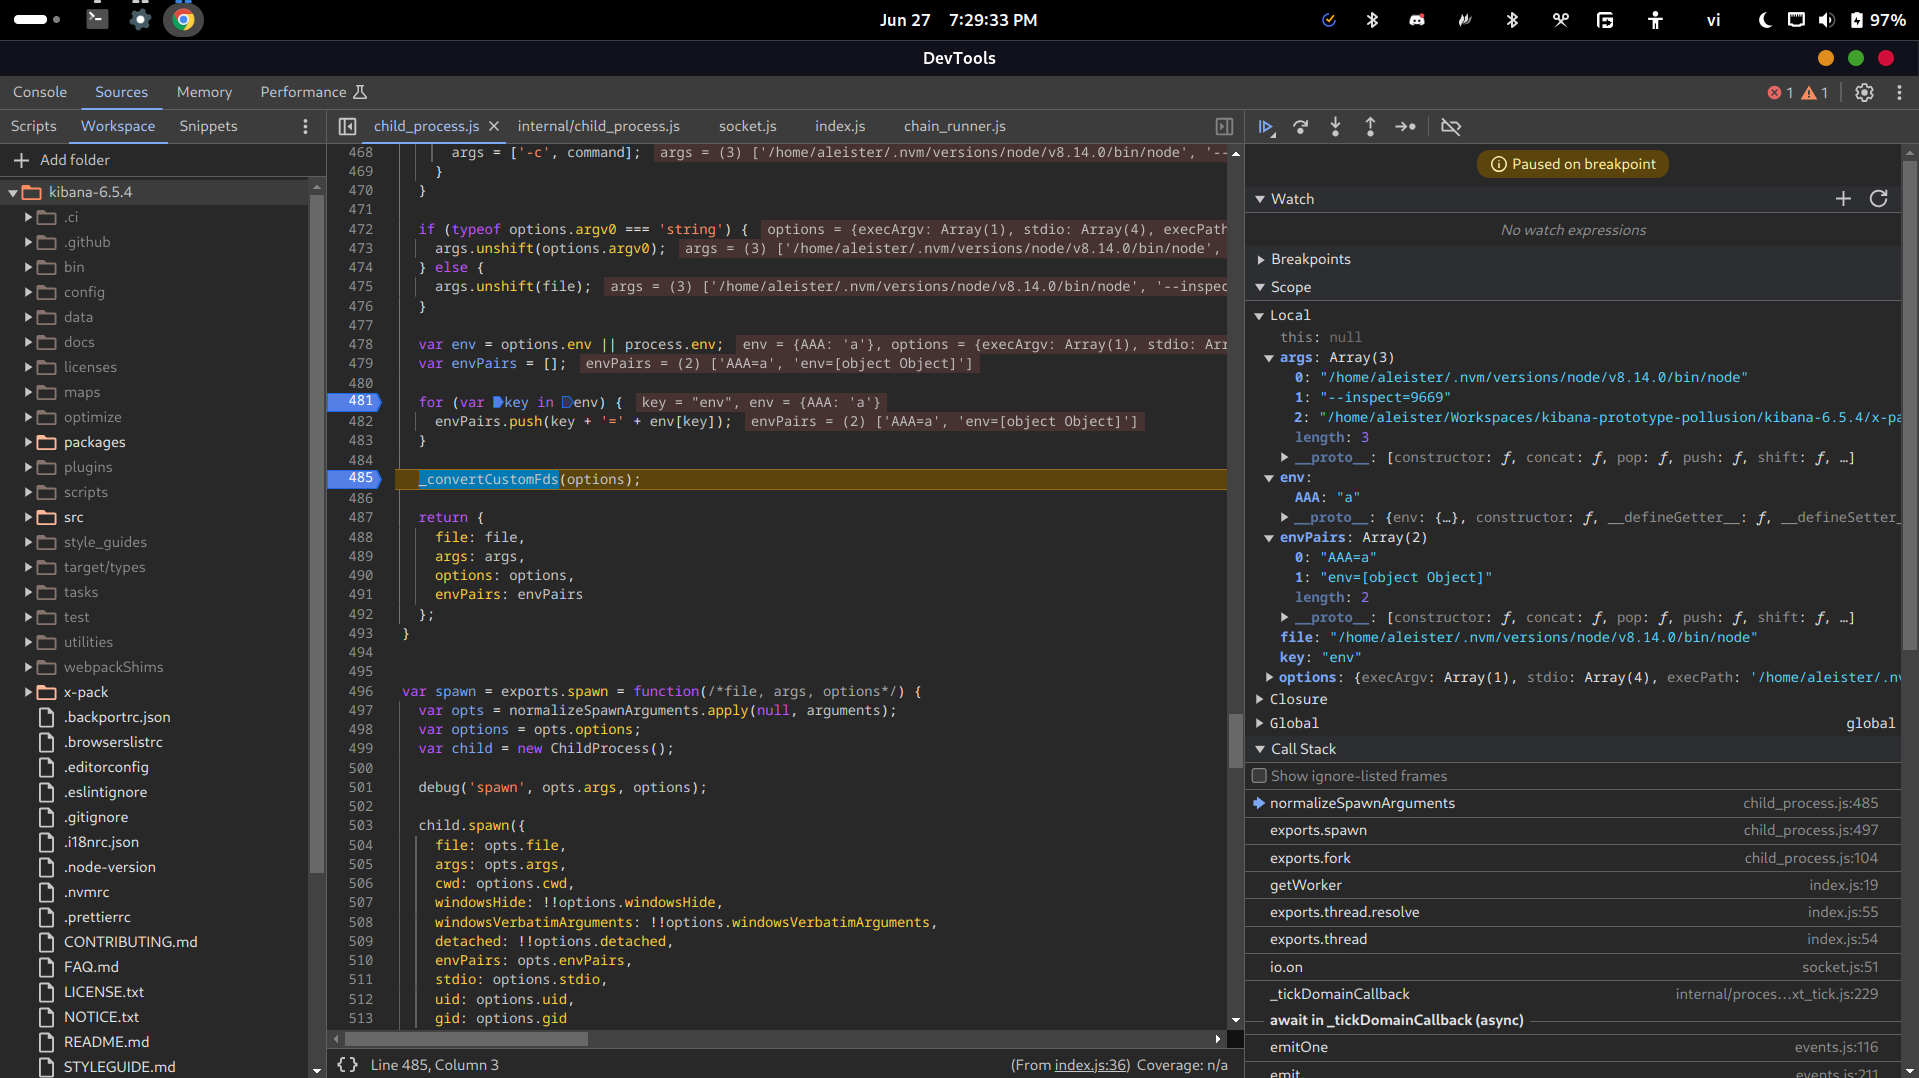 Jun 27 7:29:33 PM
vi
97%
DevTools
Console Sources Memory Performance
1 1
Scripts Workspace Snippets
Add folder
kibana-6.5.4
.ci
.github
bin
config
data
docs
licenses
maps
optimize
packages
plugins
scripts
src
style_guides
target/types
tasks
test
utilities
webpackShims
x-pack
.backportrc.json
.browserslistrc
.editorconfig
.eslintignore
.gitignore
.i18nrc.json
.node-version
.nvmrc
.prettierrc
CONTRIBUTING.md
FAQ.md
LICENSE.txt
NOTICE.txt
README.md
STYLEGUIDE.md
child_process.js internal/child_process.js socket.js index.js chain_runner.js
468 args = ['-c', command]; args = (3) ['/home/aleister/.nvm/versions/node/v8.14.0/bin/node', '--
469 }
470 }
471
472 if (typeof options.argv0 === 'string') { options = {execArgv: Array(1), stdio: Array(4), execPath
473 args.unshift(options.argv0); args = (3) ['/home/aleister/.nvm/versions/node/v8.14.0/bin/node',
474 } else {
475 args.unshift(file); args = (3) ['/home/aleister/.nvm/versions/node/v8.14.0/bin/node', '--inspec
476 }
477
478 var env = options.env || process.env; env = {AAA: 'a'}, options = {execArgv: Array(1), stdio: Arr
479 var envPairs = []; envPairs = (2) ['AAA=a', 'env=[object Object]']
480
481 for (var key in env) { key = "env", env = {AAA: 'a'}
482 envPairs.push(key + '=' + env[key]); envPairs = (2) ['AAA=a', 'env=[object Object]']
483 }
484
485 _convertCustomFds(options);
486
487 return {
488 file: file,
489 args: args,
490 options: options,
491 envPairs: envPairs
492 };
493 }
494
495
496 var spawn = exports.spawn = function(/*file, args, options*/) {
497 var opts = normalizeSpawnArguments.apply(null, arguments);
498 var options = opts.options;
499 var child = new ChildProcess();
500
501 debug('spawn', opts.args, options);
502
503 child.spawn({
504 file: opts.file,
505 args: opts.args,
506 cwd: options.cwd,
507 windowsHide: !!options.windowsHide,
508 windowsVerbatimArguments: !!options.windowsVerbatimArguments,
509 detached: !!options.detached,
510 envPairs: opts.envPairs,
511 stdio: options.stdio,
512 uid: options.uid,
513 gid: options.gid
{} Line 485, Column 3 (From index.js:36) Coverage: n/a
Paused on breakpoint
Watch
No watch expressions
Breakpoints
Scope
Local
this: null
args: Array(3)
0: "/home/aleister/.nvm/versions/node/v8.14.0/bin/node"
1: "--inspect=9669"
2: "/home/aleister/Workspaces/kibana-prototype-pollusion/kibana-6.5.4/x-pa
length: 3
__proto__: [constructor: ƒ, concat: ƒ, pop: ƒ, push: ƒ, shift: ƒ, …]
env:
AAA: "a"
__proto__: {env: {…}, constructor: ƒ, __defineGetter__: ƒ, __defineSetter_
envPairs: Array(2)
0: "AAA=a"
1: "env=[object Object]"
length: 2
__proto__: [constructor: ƒ, concat: ƒ, pop: ƒ, push: ƒ, shift: ƒ, …]
file: "/home/aleister/.nvm/versions/node/v8.14.0/bin/node"
key: "env"
options: {execArgv: Array(1), stdio: Array(4), execPath: '/home/aleister/.nv
Closure
Global global
Call Stack
Show ignore-listed frames
normalizeSpawnArguments child_process.js:485
exports.spawn child_process.js:497
exports.fork child_process.js:104
getWorker index.js:19
exports.thread.resolve index.js:55
exports.thread index.js:54
io.on socket.js:51
_tickDomainCallback internal/proces…xt_tick.js:229
await in _tickDomainCallback (async)
emitOne events.js:116
emit events.js:211